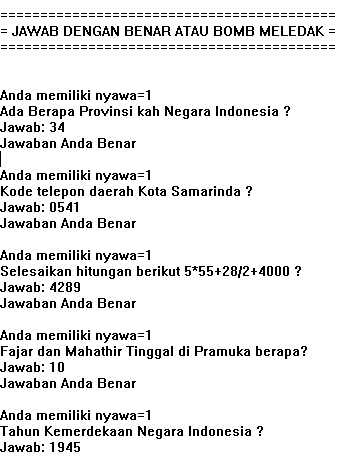 ==========================================
= JAWAB DENGAN BENAR ATAU BOMB MELEDAK =
==========================================
Anda memiliki nyawa=1
Ada Berapa Provinsi kah Negara Indonesia ?
Jawab: 34
Jawaban Anda Benar
Anda memiliki nyawa=1
Kode telepon daerah Kota Samarinda ?
Jawab: 0541
Jawaban Anda Benar
Anda memiliki nyawa=1
Selesaikan hitungan berikut 5*55+28/2+4000 ?
Jawab: 4289
Jawaban Anda Benar
Anda memiliki nyawa=1
Fajar dan Mahathir Tinggal di Pramuka berapa?
Jawab: 10
Jawaban Anda Benar
Anda memiliki nyawa=1
Tahun Kemerdekaan Negara Indonesia ?
Jawab: 1945